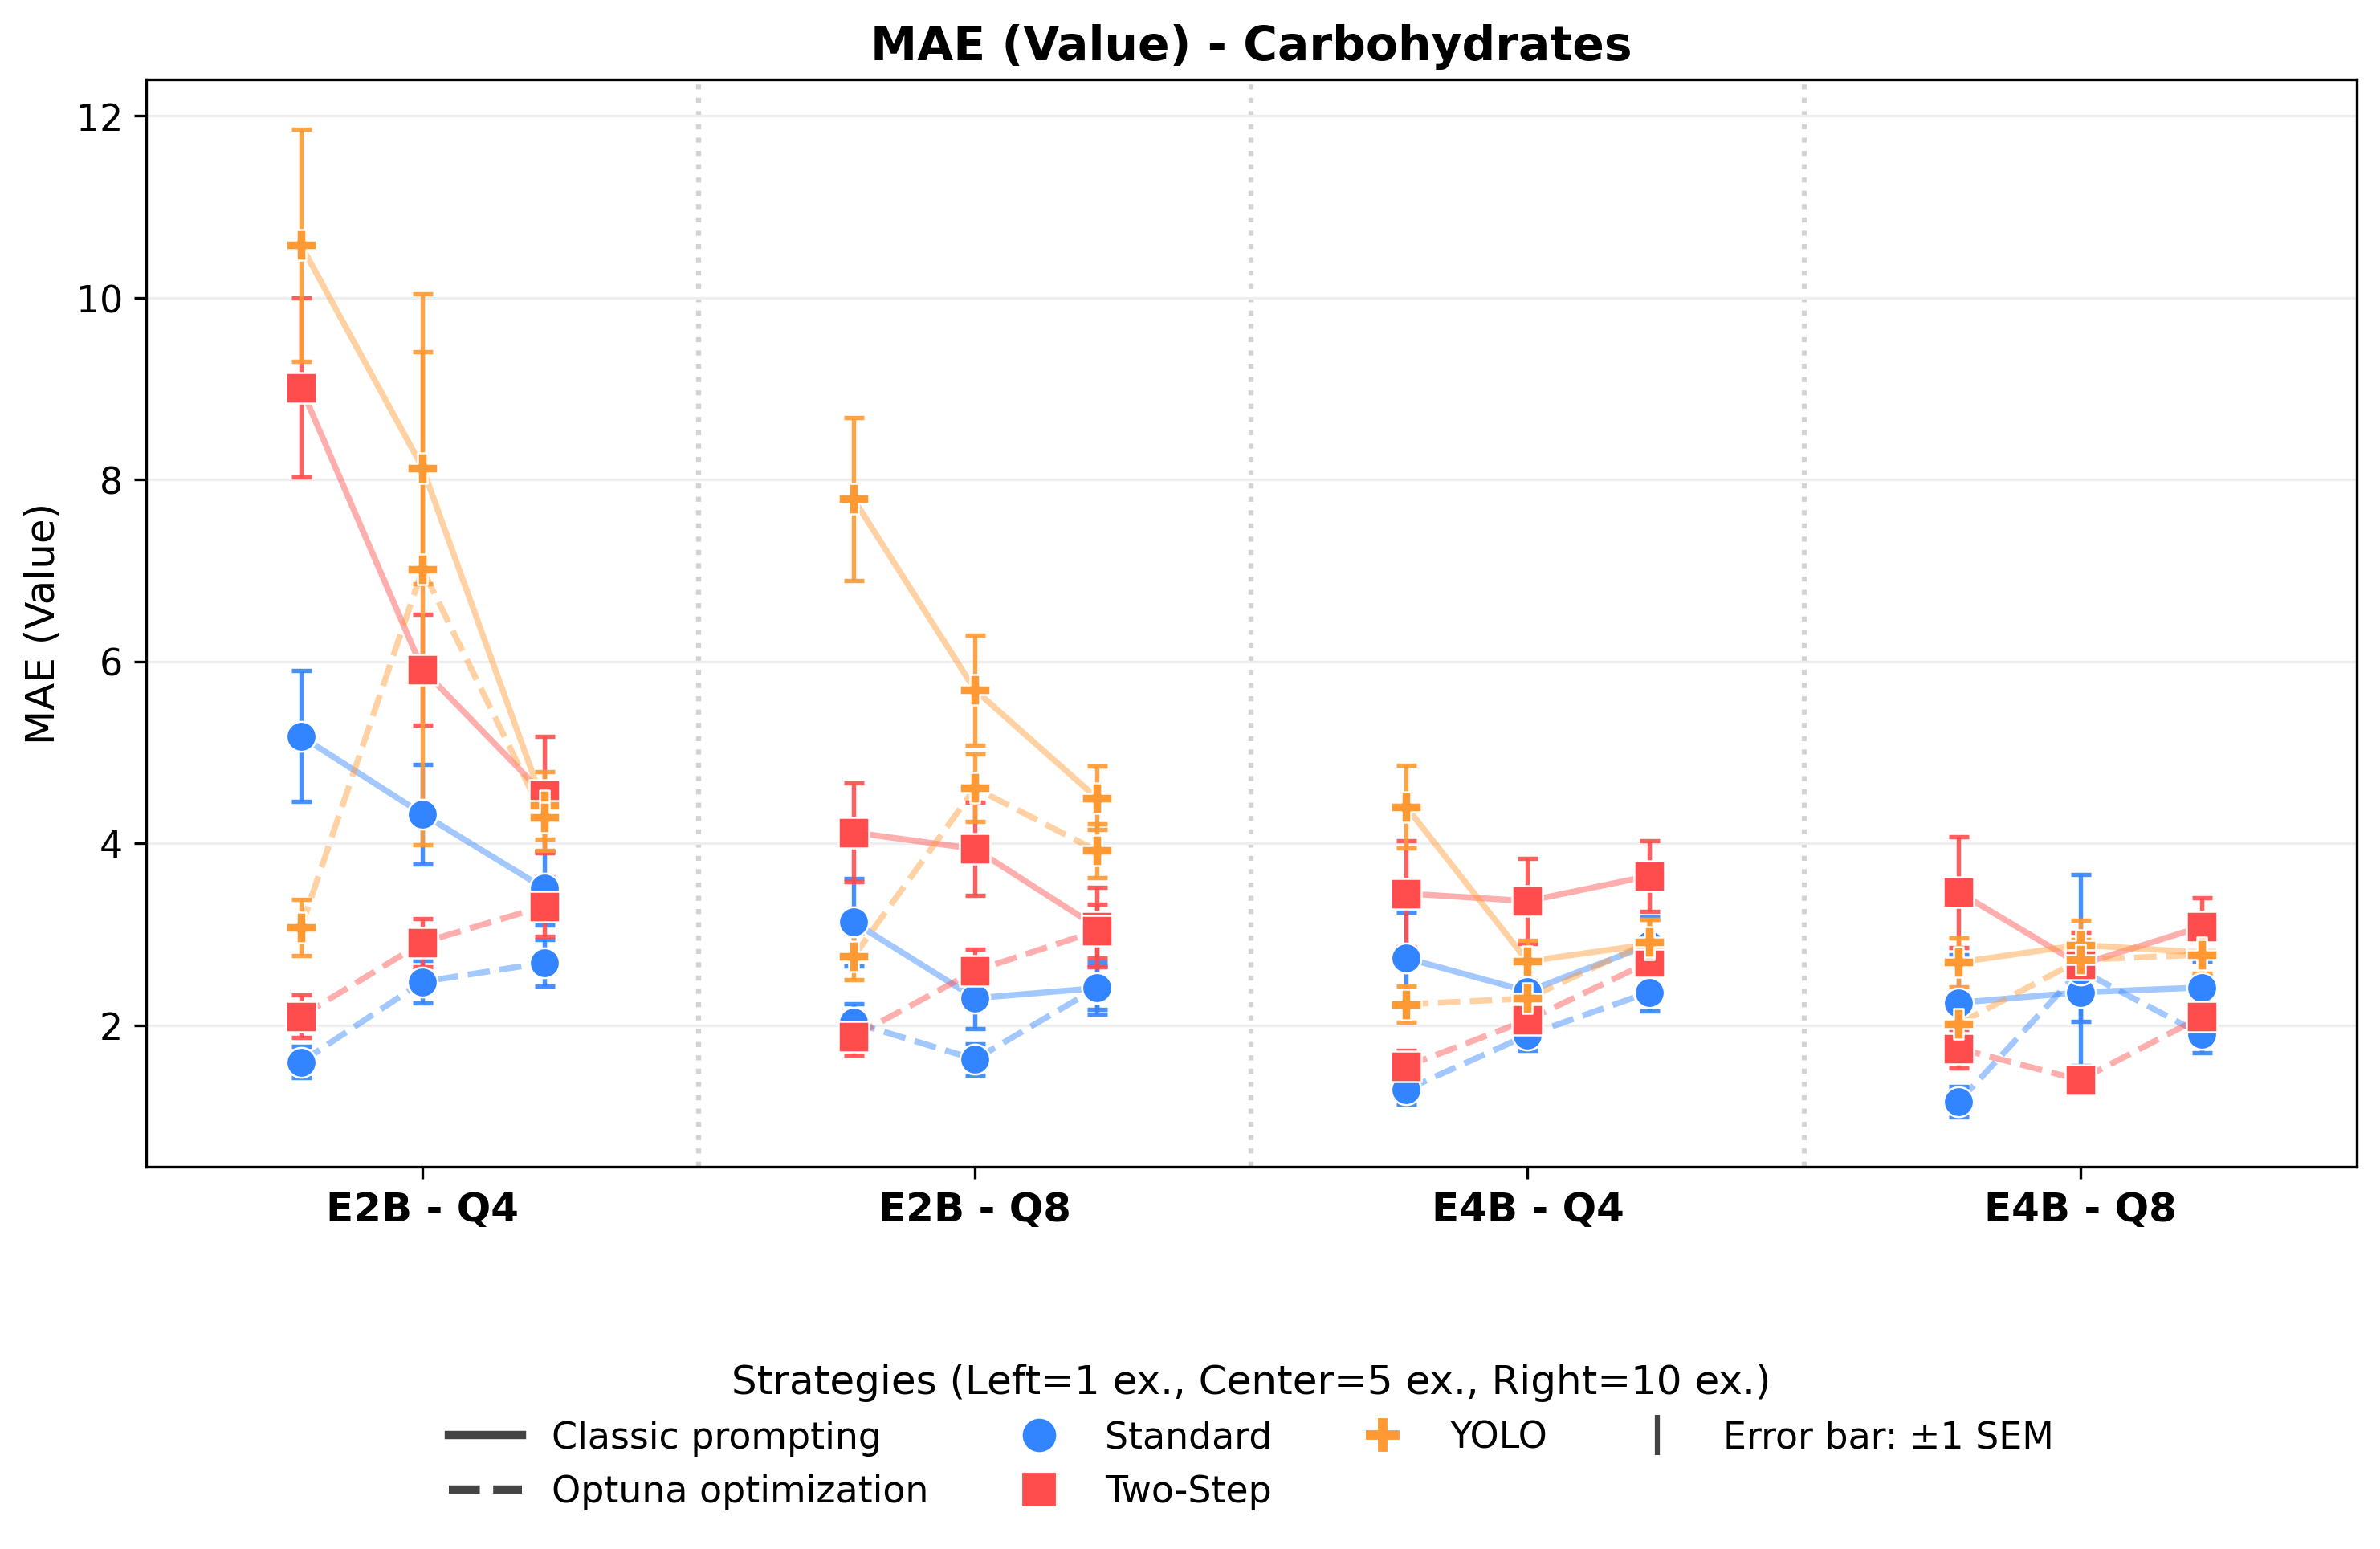 MAE (Value) - Carbohydrates
MAE (Value)
12
10
8
6
4
2
E2B - Q4
E2B - Q8
E4B - Q4
E4B - Q8
Strategies (Left=1 ex., Center=5 ex., Right=10 ex.)
Classic prompting
Optuna optimization
Standard
Two-Step
YOLO
Error bar: ±1 SEM